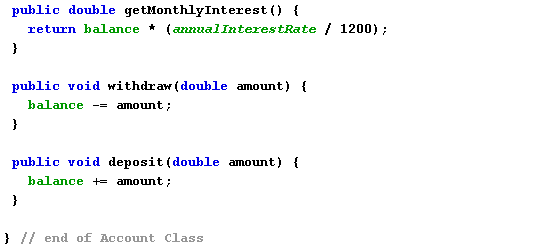 public double getMonthlyInterest() {
return balance * (annualInterestRate / 1200);
}
public void withdraw(double amount) {
balance -= amount;
}
public void deposit(double amount) {
balance += amount;
}
} // end of Account Class